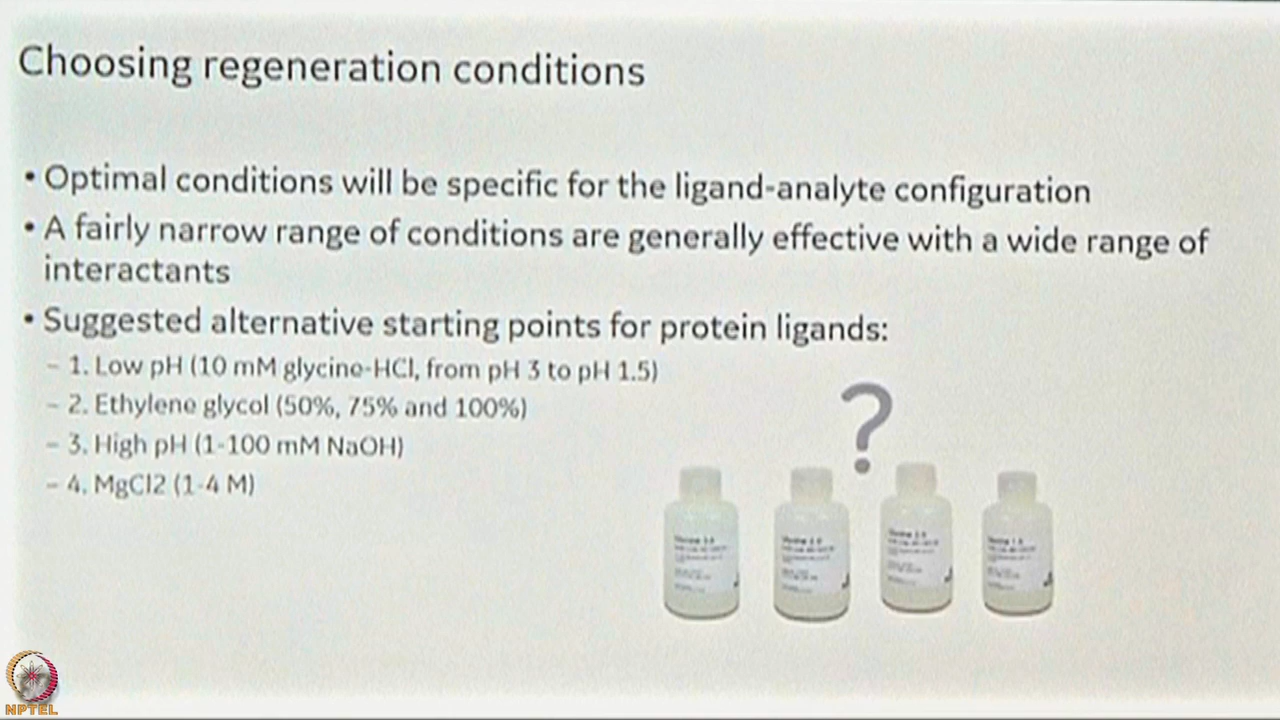 Choosing regeneration conditions
• Optimal conditions will be specific for the ligand-analyte configuration
• A fairly narrow range of conditions are generally effective with a wide range of
interactants
• Suggested alternative starting points for protein ligands:
– 1. Low pH (10 mM glycine-HCl, from pH 3 to pH 1.5)
– 2. Ethylene glycol (50%, 75% and 100%)
– 3. High pH (1-100 mM NaOH)
– 4. MgCl2 (1-4 M)
?
NPTEL